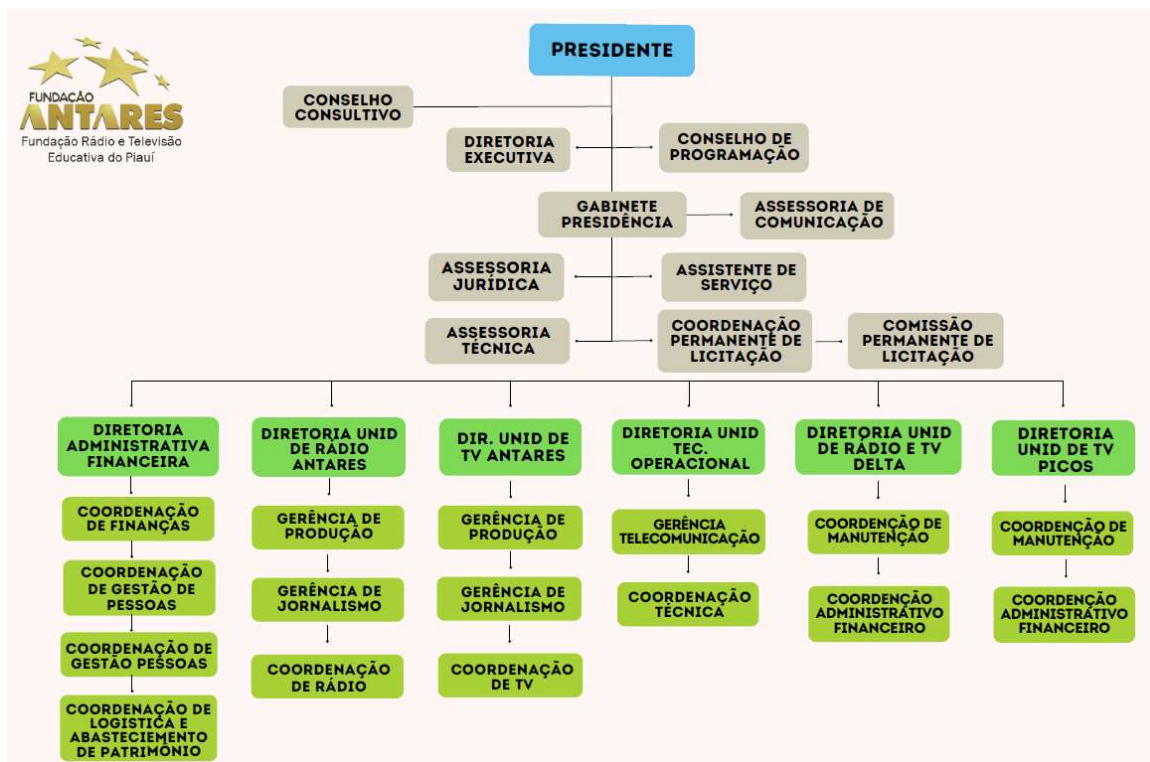 PRESIDENTE
FUNDAÇÃO
ANTARES
Fundação Rádio e Televisão
Educativa do Piauí
CONSELHO
CONSULTIVO
DIRETORIA
EXECUTIVA
CONSELHO DE
PROGRAMAÇÃO
GABINETE
PRESIDÊNCIA
ASSESSORIA DE
COMUNICAÇÃO
ASSESSORIA
JURÍDICA
ASSISTENTE DE
SERVIÇO
ASSESSORIA
TÉCNICA
COORDENAÇÃO
PERMANENTE DE
LICITAÇÃO
COMISSÃO
PERMANENTE DE
LICITAÇÃO
DIRETORIA
ADMINISTRATIVA
FINANCEIRA
DIRETORIA UNID
DE RÁDIO
ANTARES
DIR. UNID DE
TV ANTARES
DIRETORIA UNID
TEC.
OPERACIONAL
DIRETORIA UNID
DE RÁDIO E TV
DELTA
DIRETORIA
UNID DE TV
PICOS
COORDENAÇÃO
DE FINANÇAS
GERÊNCIA DE
PRODUÇÃO
GERÊNCIA DE
PRODUÇÃO
GERÊNCIA
TELECOMUNICAÇÃO
COORDENÇÃO DE
MANUTENÇÃO
COORDENÇÃO DE
MANUTENÇÃO
COORDENAÇÃO
DE GESTÃO DE
PESSOAS
GERÊNCIA DE
JORNALISMO
GERÊNCIA DE
JORNALISMO
COORDENAÇÃO
TÉCNICA
COORDENÇÃO
ADMINISTRATIVO
FINANCEIRO
COORDENÇÃO
ADMINISTRATIVO
FINANCEIRO
COORDENAÇÃO DE
GESTÃO PESSOAS
COORDENAÇÃO
DE RÁDIO
COORDENAÇÃO
DE TV
COORDENAÇÃO DE
LOGISTICA E
ABASTECIEMENTO
DE PATRIMÔNIO